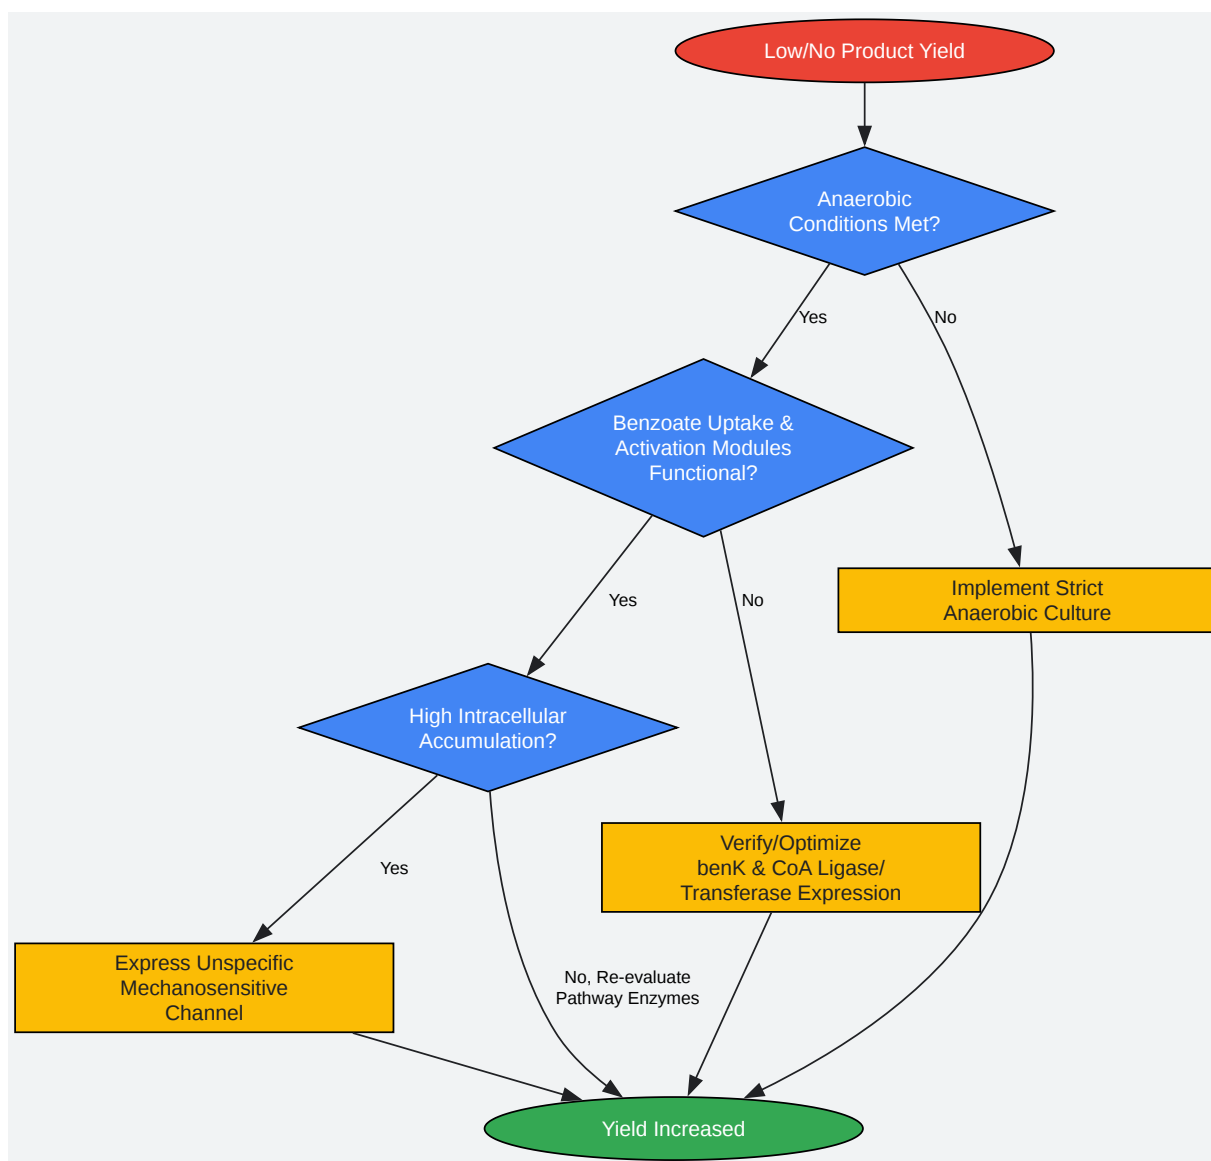 Low/No Product Yield
Anaerobic
Conditions Met?
Yes
No
Benzoate Uptake &
Activation Modules
Functional?
Yes
No
Implement Strict
Anaerobic Culture
High Intracellular
Accumulation?
Yes
Verify/Optimize
benK & CoA Ligase/
Transferase Expression
No, Re-evaluate
Pathway Enzymes
Express Unspecific
Mechanosensitive
Channel
Yield Increased